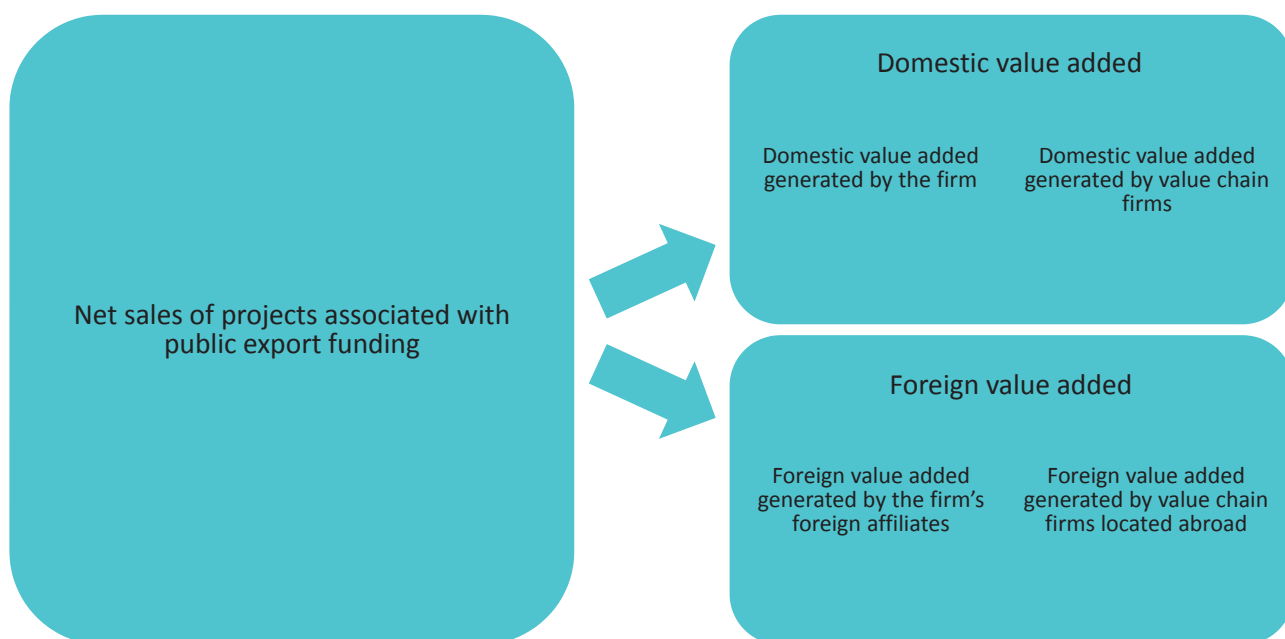 Net sales of projects associated with
public export funding
Domestic value added
Domestic value added
generated by the firm
Domestic value added
generated by value chain
firms
Foreign value added
Foreign value added
generated by the firm’s
foreign affiliates
Foreign value added
generated by value chain
firms located abroad